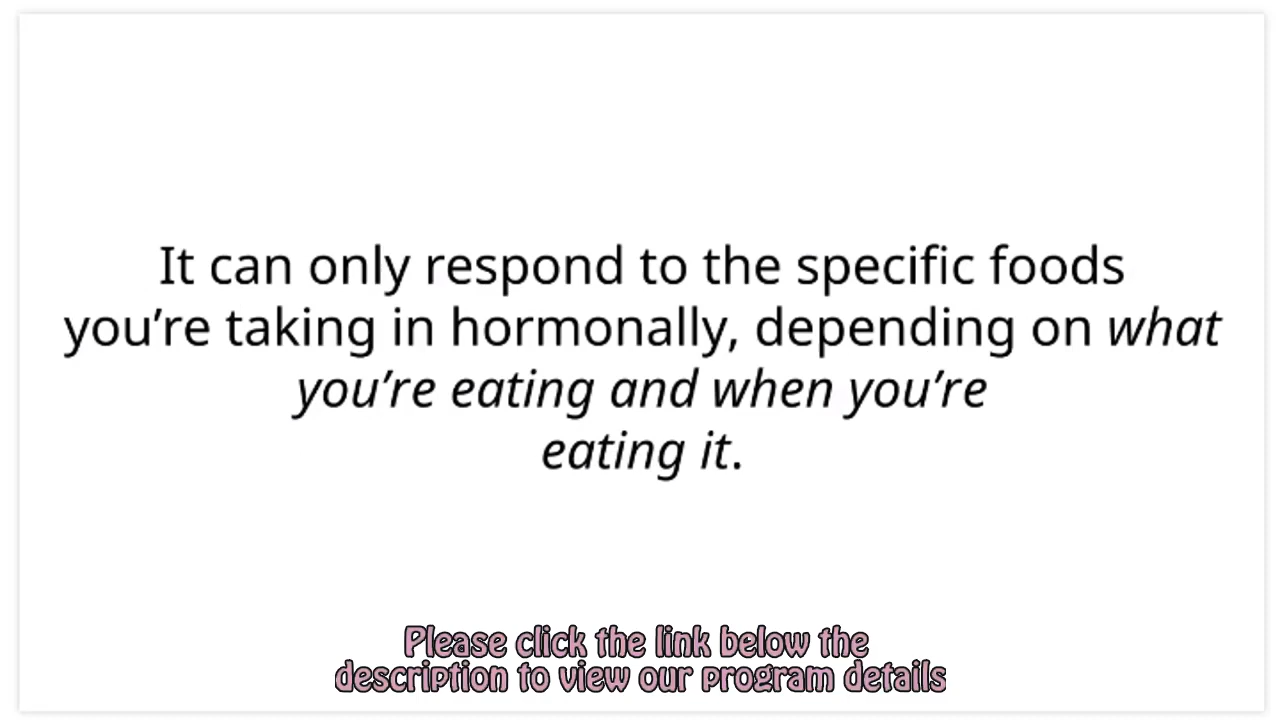 It can only respond to the specific foods
you’re taking in hormonally, depending on what
you’re eating and when you’re
eating it.
Please click the link below the
description to view our program details